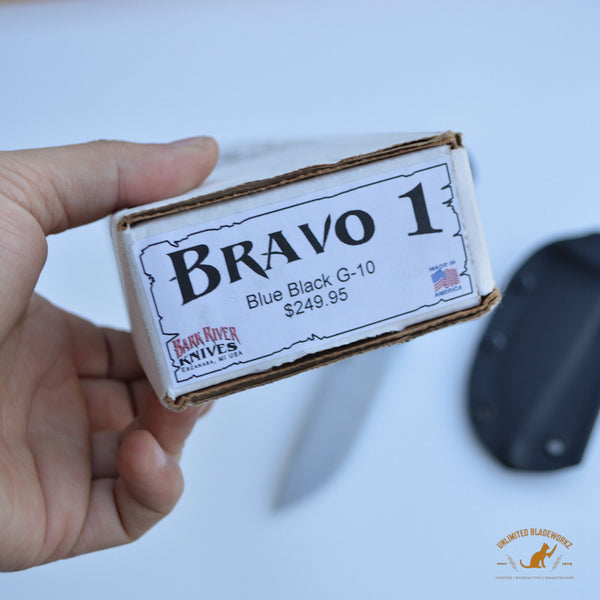 BRAVO 1
Blue Black G-10
$249.95
MADE IN
AMERICA
BARK RIVER
KNIVES
ESCANABA, MI USA
UNLIMITED BLADEWORKZ